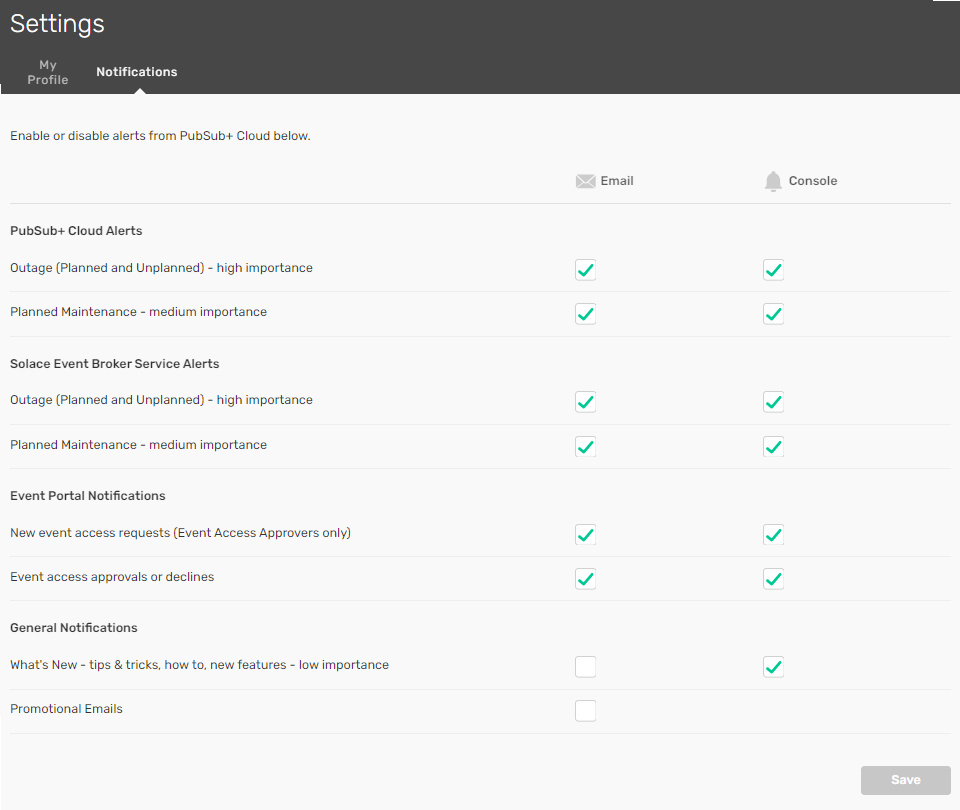 Settings
My
Profile
Notifications
Enable or disable alerts from PubSub+ Cloud below.
Email
Console
PubSub+ Cloud Alerts
Outage (Planned and Unplanned) - high importance
Planned Maintenance - medium importance
Solace Event Broker Service Alerts
Outage (Planned and Unplanned) - high importance
Planned Maintenance - medium importance
Event Portal Notifications
New event access requests (Event Access Approvers only)
Event access approvals or declines
General Notifications
What's New - tips & tricks, how to, new features - low importance
Promotional Emails
Save